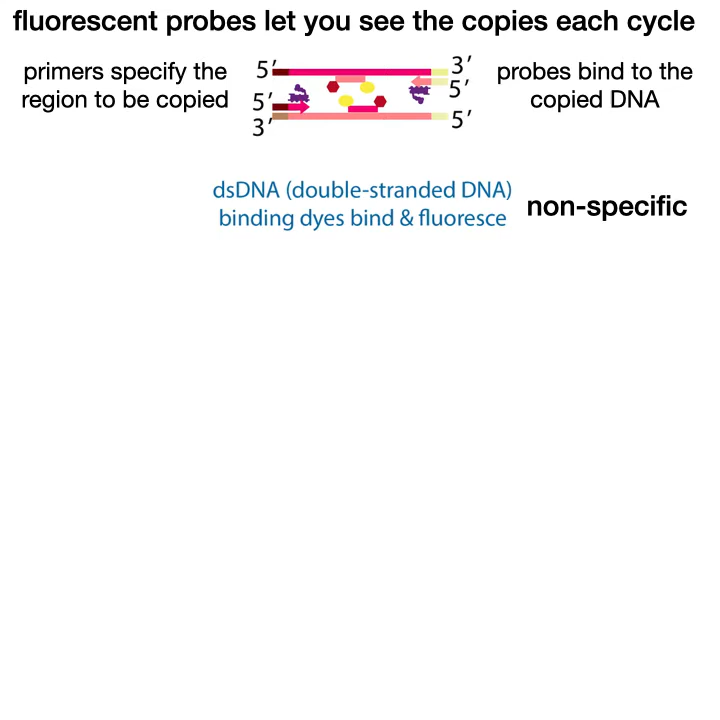 fluorescent probes let you see the copies each cycle
primers specify the
region to be copied
5′
3′
5′
5′
3′
5′
probes bind to the
copied DNA
dsDNA (double-stranded DNA)
binding dyes bind & fluoresce
non-specific